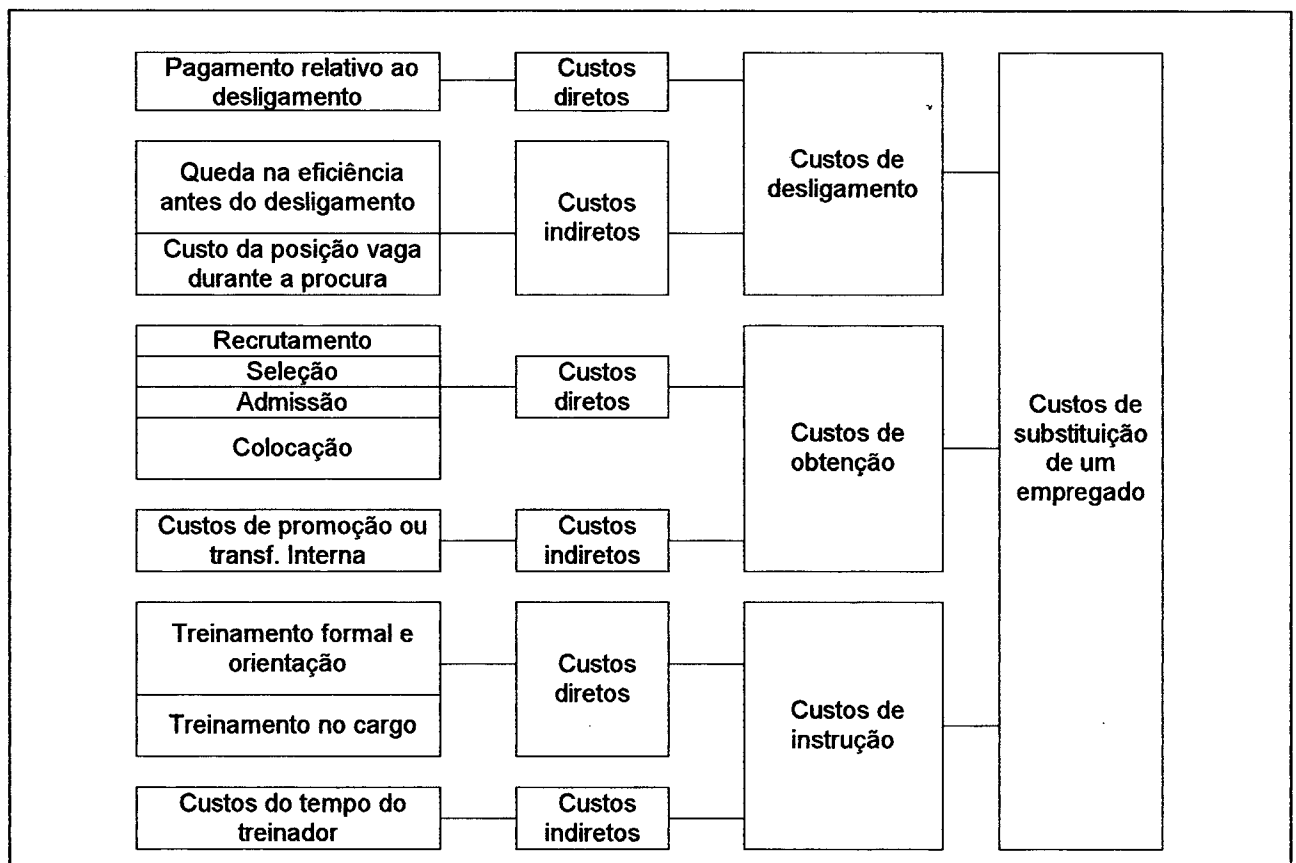 Pagamento relativo ao
desligamento
Custos
diretos
Queda na eficiência
antes do desligamento
Custo da posição vaga
durante a procura
Custos
indiretos
Custos de
desligamento
Recrutamento
Seleção
Admissão
Colocação
Custos
diretos
Custos de promoção ou
transf. Interna
Custos
indiretos
Custos de
obtenção
Treinamento formal e
orientação
Treinamento no cargo
Custos
diretos
Custos do tempo do
treinador
Custos
indiretos
Custos de
instrução
Custos de
substituição
de um
empregado